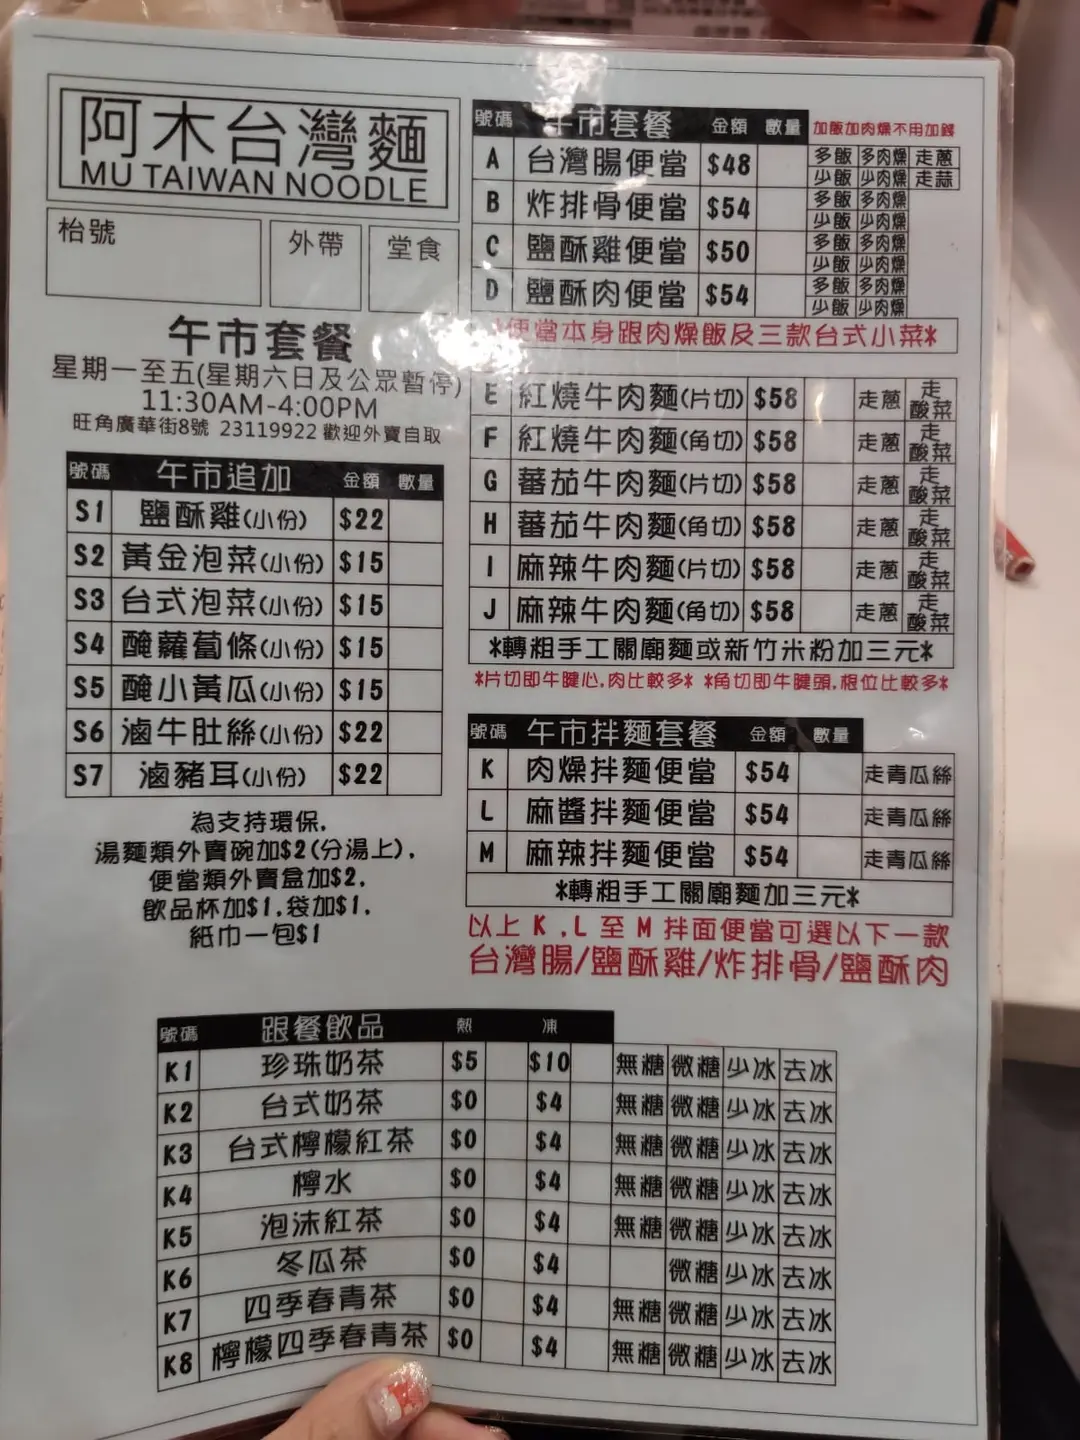 阿木台灣麵
MU TAIWAN NOODLE
枱號
外帶
堂食
午市套餐
星期一至五(星期六日及公眾暫停)
11:30AM-4:00PM
旺角廣華街8號 23119922 歡迎外賣自取
號碼 午市追加 金額 數量
S1 鹽酥雞(小份) $22
S2 黃金泡菜(小份) $15
S3 台式泡菜(小份) $15
S4 醃蘿蔔條(小份) $15
S5 醃小黃瓜(小份) $15
S6 滷牛肚絲(小份) $22
S7 滷豬耳(小份) $22
為支持環保,
湯麵類外賣碗加$2(分湯上),
便當類外賣盒加$2,
飲品杯加$1,袋加$1,
紙巾一包$1
號碼 午市套餐 金額 數量 加飯加肉燥不用加錢
A 台灣腸便當 $48 多飯 多肉燥 走蔥
少飯 少肉燥 走蒜
B 炸排骨便當 $54 多飯 多肉燥
少飯 少肉燥
C 鹽酥雞便當 $50 多飯 多肉燥
少飯 少肉燥
D 鹽酥肉便當 $54 多飯 多肉燥
少飯 少肉燥
*便當本身跟肉燥飯及三款台式小菜*
E 紅燒牛肉麵(片切) $58 走蔥 走酸菜
F 紅燒牛肉麵(角切) $58 走蔥 走酸菜
G 蕃茄牛肉麵(片切) $58 走蔥 走酸菜
H 蕃茄牛肉麵(角切) $58 走蔥 走酸菜
I 麻辣牛肉麵(片切) $58 走蔥 走酸菜
J 麻辣牛肉麵(角切) $58 走蔥 走酸菜
*轉粗手工關廟麵或新竹米粉加三元*
*片切即牛𦟌心,肉比較多* *角切即牛𦟌頭,根位比較多*
號碼 午市拌麵套餐 金額 數量
K 肉燥拌麵便當 $54 走青瓜絲
L 麻醬拌麵便當 $54 走青瓜絲
M 麻辣拌麵便當 $54 走青瓜絲
*轉粗手工關廟麵加三元*
以上 K ,L 至 M 拌面便當可選以下一款
台灣腸/鹽酥雞/炸排骨/鹽酥肉
號碼 跟餐飲品 熱 凍
K1 珍珠奶茶 $5 $10 無糖 微糖 少冰 去冰
K2 台式奶茶 $0 $4 無糖 微糖 少冰 去冰
K3 台式檸檬紅茶 $0 $4 無糖 微糖 少冰 去冰
K4 檸水 $0 $4 無糖 微糖 少冰 去冰
K5 泡沫紅茶 $0 $4 無糖 微糖 少冰 去冰
K6 冬瓜茶 $0 $4 微糖 少冰 去冰
K7 四季春青茶 $0 $4 無糖 微糖 少冰 去冰
K8 檸檬四季春青茶 $0 $4 無糖 微糖 少冰 去冰